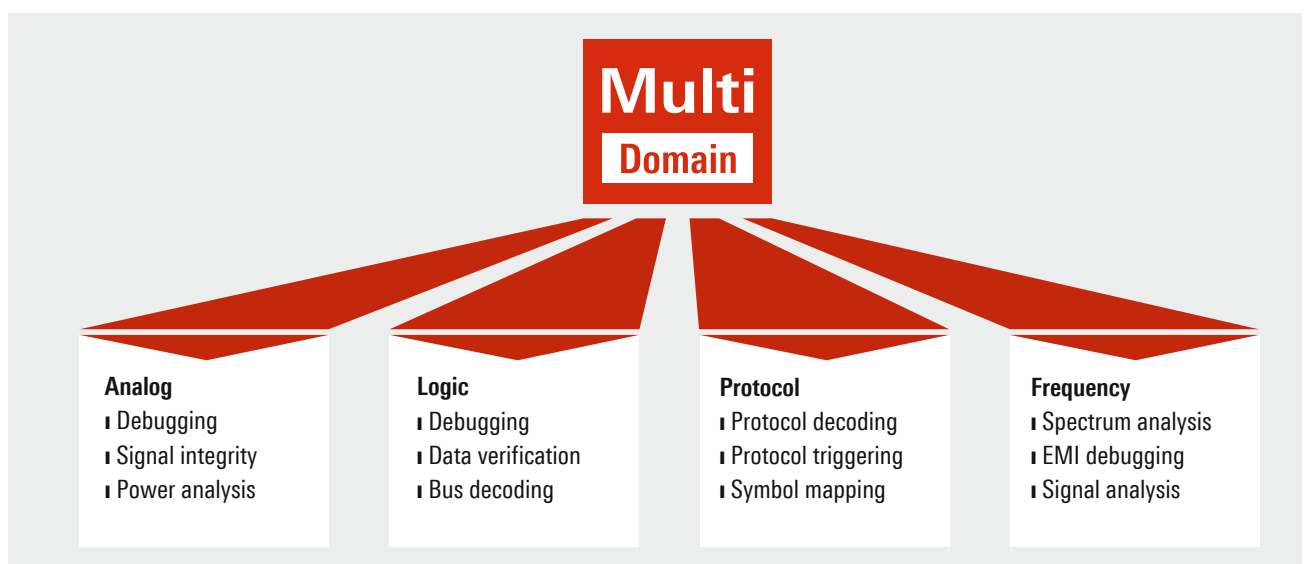 Multi
Domain
Analog
Debugging
Signal integrity
Power analysis
Logic
Debugging
Data verification
Bus decoding
Protocol
Protocol decoding
Protocol triggering
Symbol mapping
Frequency
Spectrum analysis
EMI debugging
Signal analysis